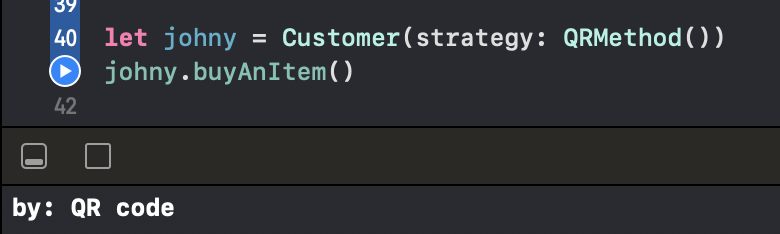 39
40 let johny = Customer(strategy: QRMethod())
johny.buyAnItem()
42
by: QR code